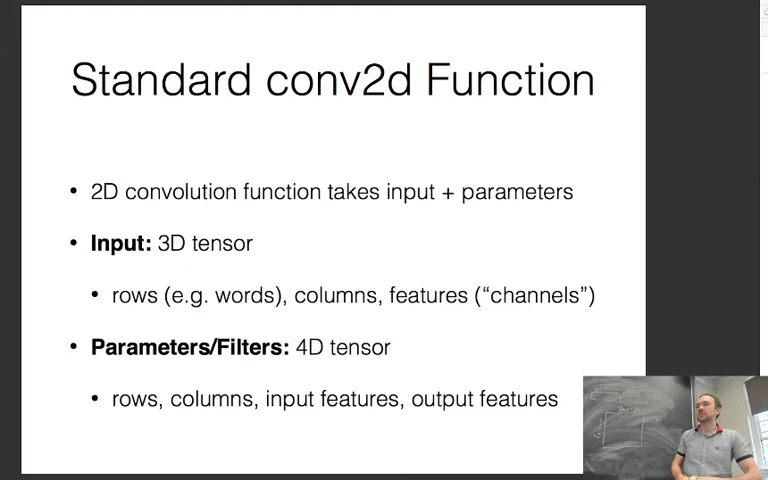 Standard conv2d Function
• 2D convolution function takes input + parameters
• Input: 3D tensor
• rows (e.g. words), columns, features (“channels”)
• Parameters/Filters: 4D tensor
• rows, columns, input features, output features